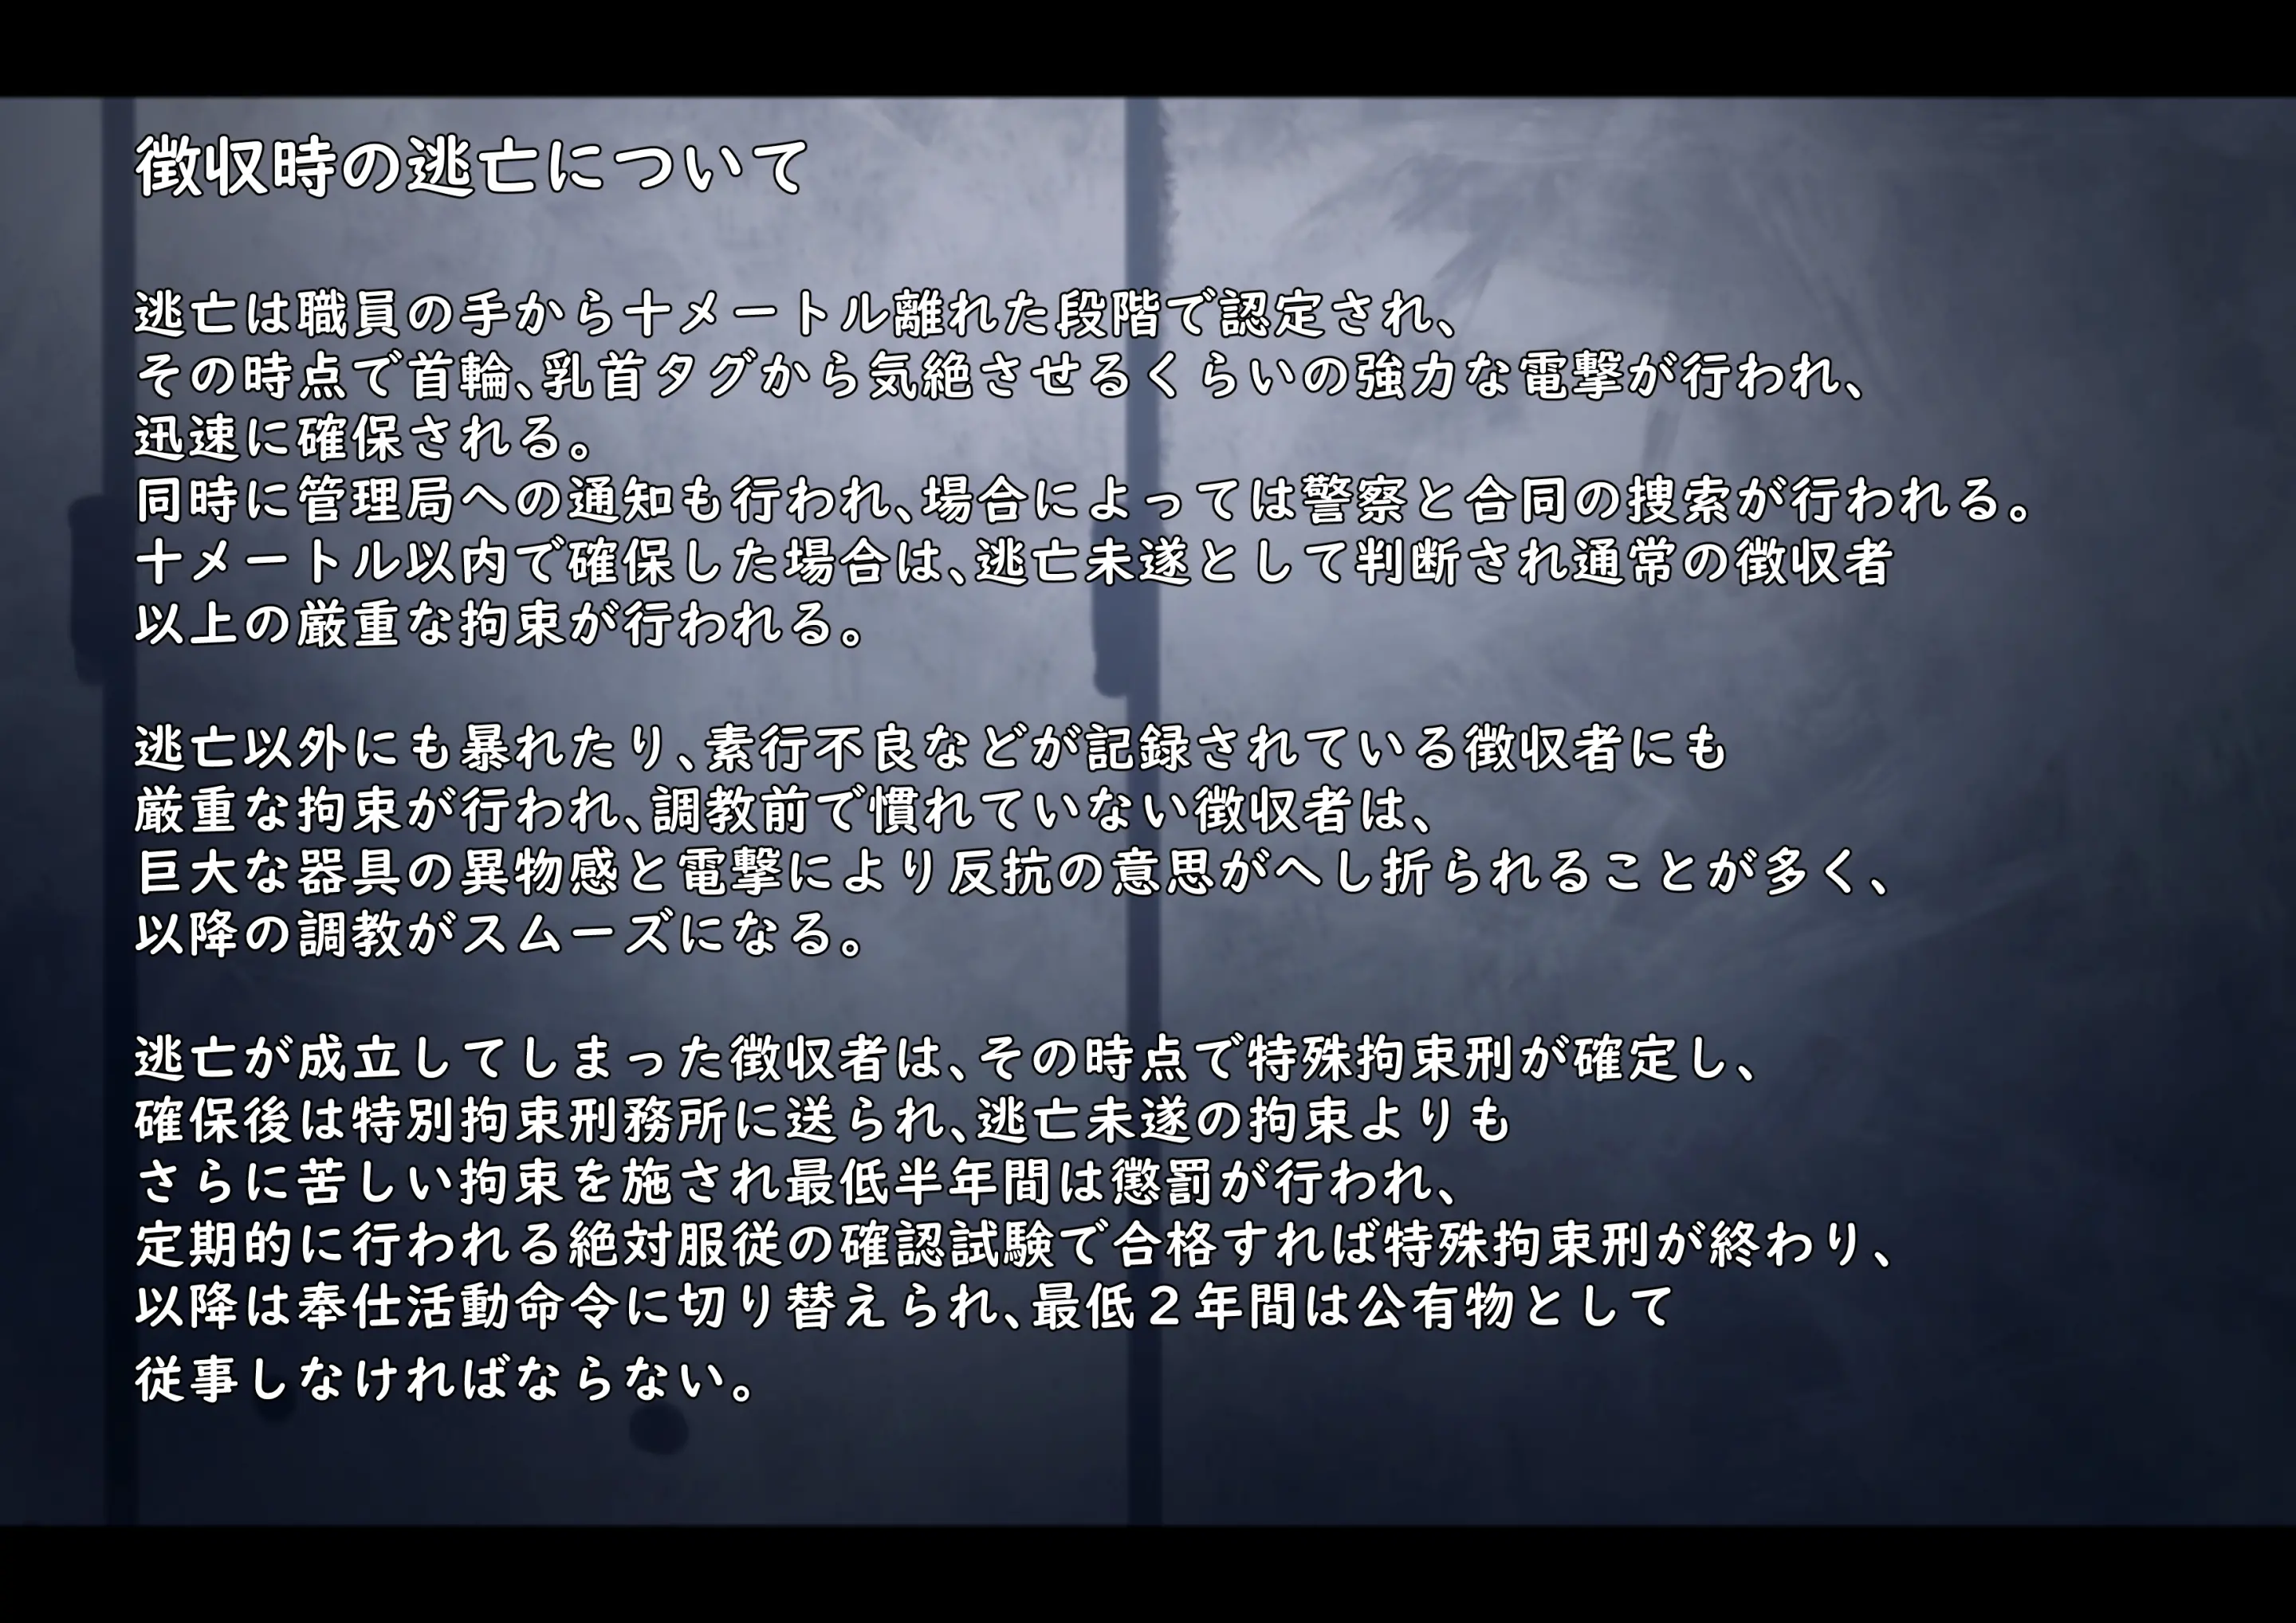 徴収時の逃亡について
逃亡は職員の手から十メートル離れた段階で認定され、
その時点で首輪、乳首タグから気絶させるくらいの強力な電撃が行われ、
迅速に確保される。
同時に管理局への通知も行われ、場合によっては警察と合同の捜索が行われる。
十メートル以内で確保した場合は、逃亡未遂として判断され通常の徴収者
以上の厳重な拘束が行われる。
逃亡以外にも暴れたり、素行不良などが記録されている徴収者にも
厳重な拘束が行われ、調教前で慣れていない徴収者は、
巨大な器具の異物感と電撃により反抗の意思がへし折られることが多く、
以降の調教がスムーズになる。
逃亡が成立してしまった徴収者は、その時点で特殊拘束刑が確定し、
確保後は特別拘束刑務所に送られ、逃亡未遂の拘束よりも
さらに苦しい拘束を施され最低半年間は懲罰が行われ、
定期的に行われる絶対服従の確認試験で合格すれば特殊拘束刑が終わり、
以降は奉仕活動命令に切り替えられ、最低２年間は公有物として
従事しなければならない。